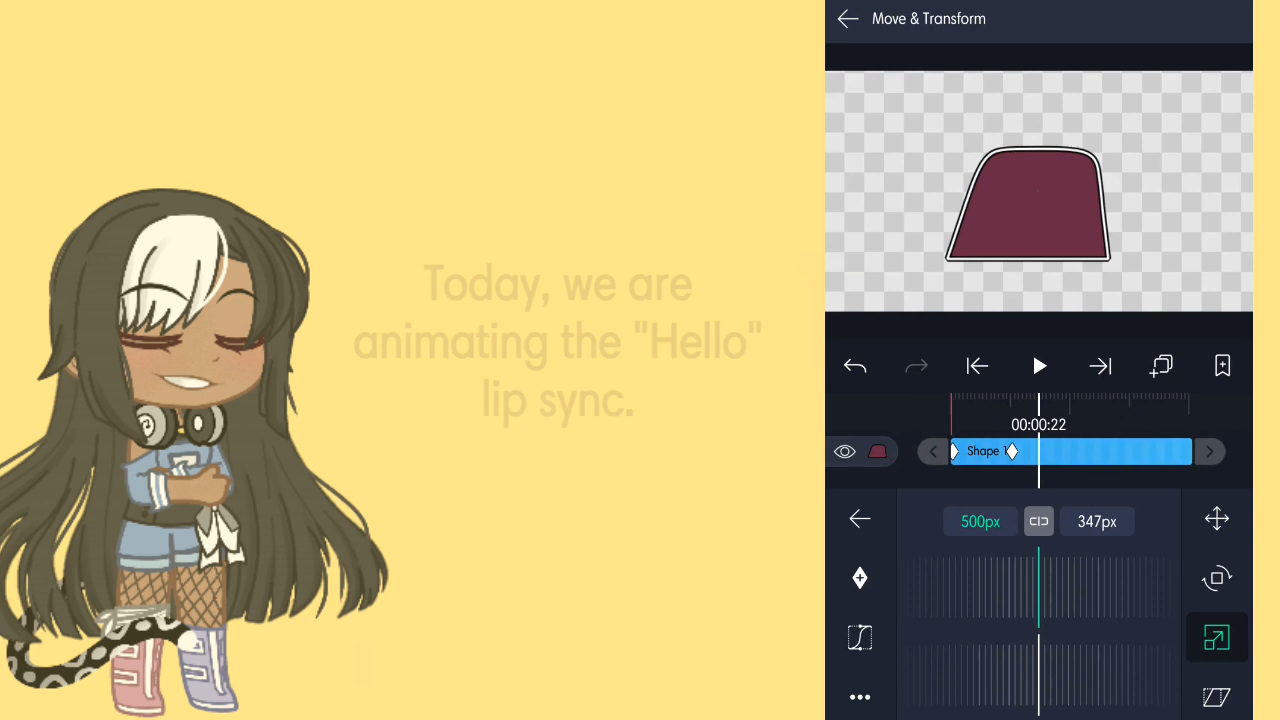 Move & Transform
Today, we are
animating the "Hello"
lip sync.
00:00:22
Shape 1
500px
347px